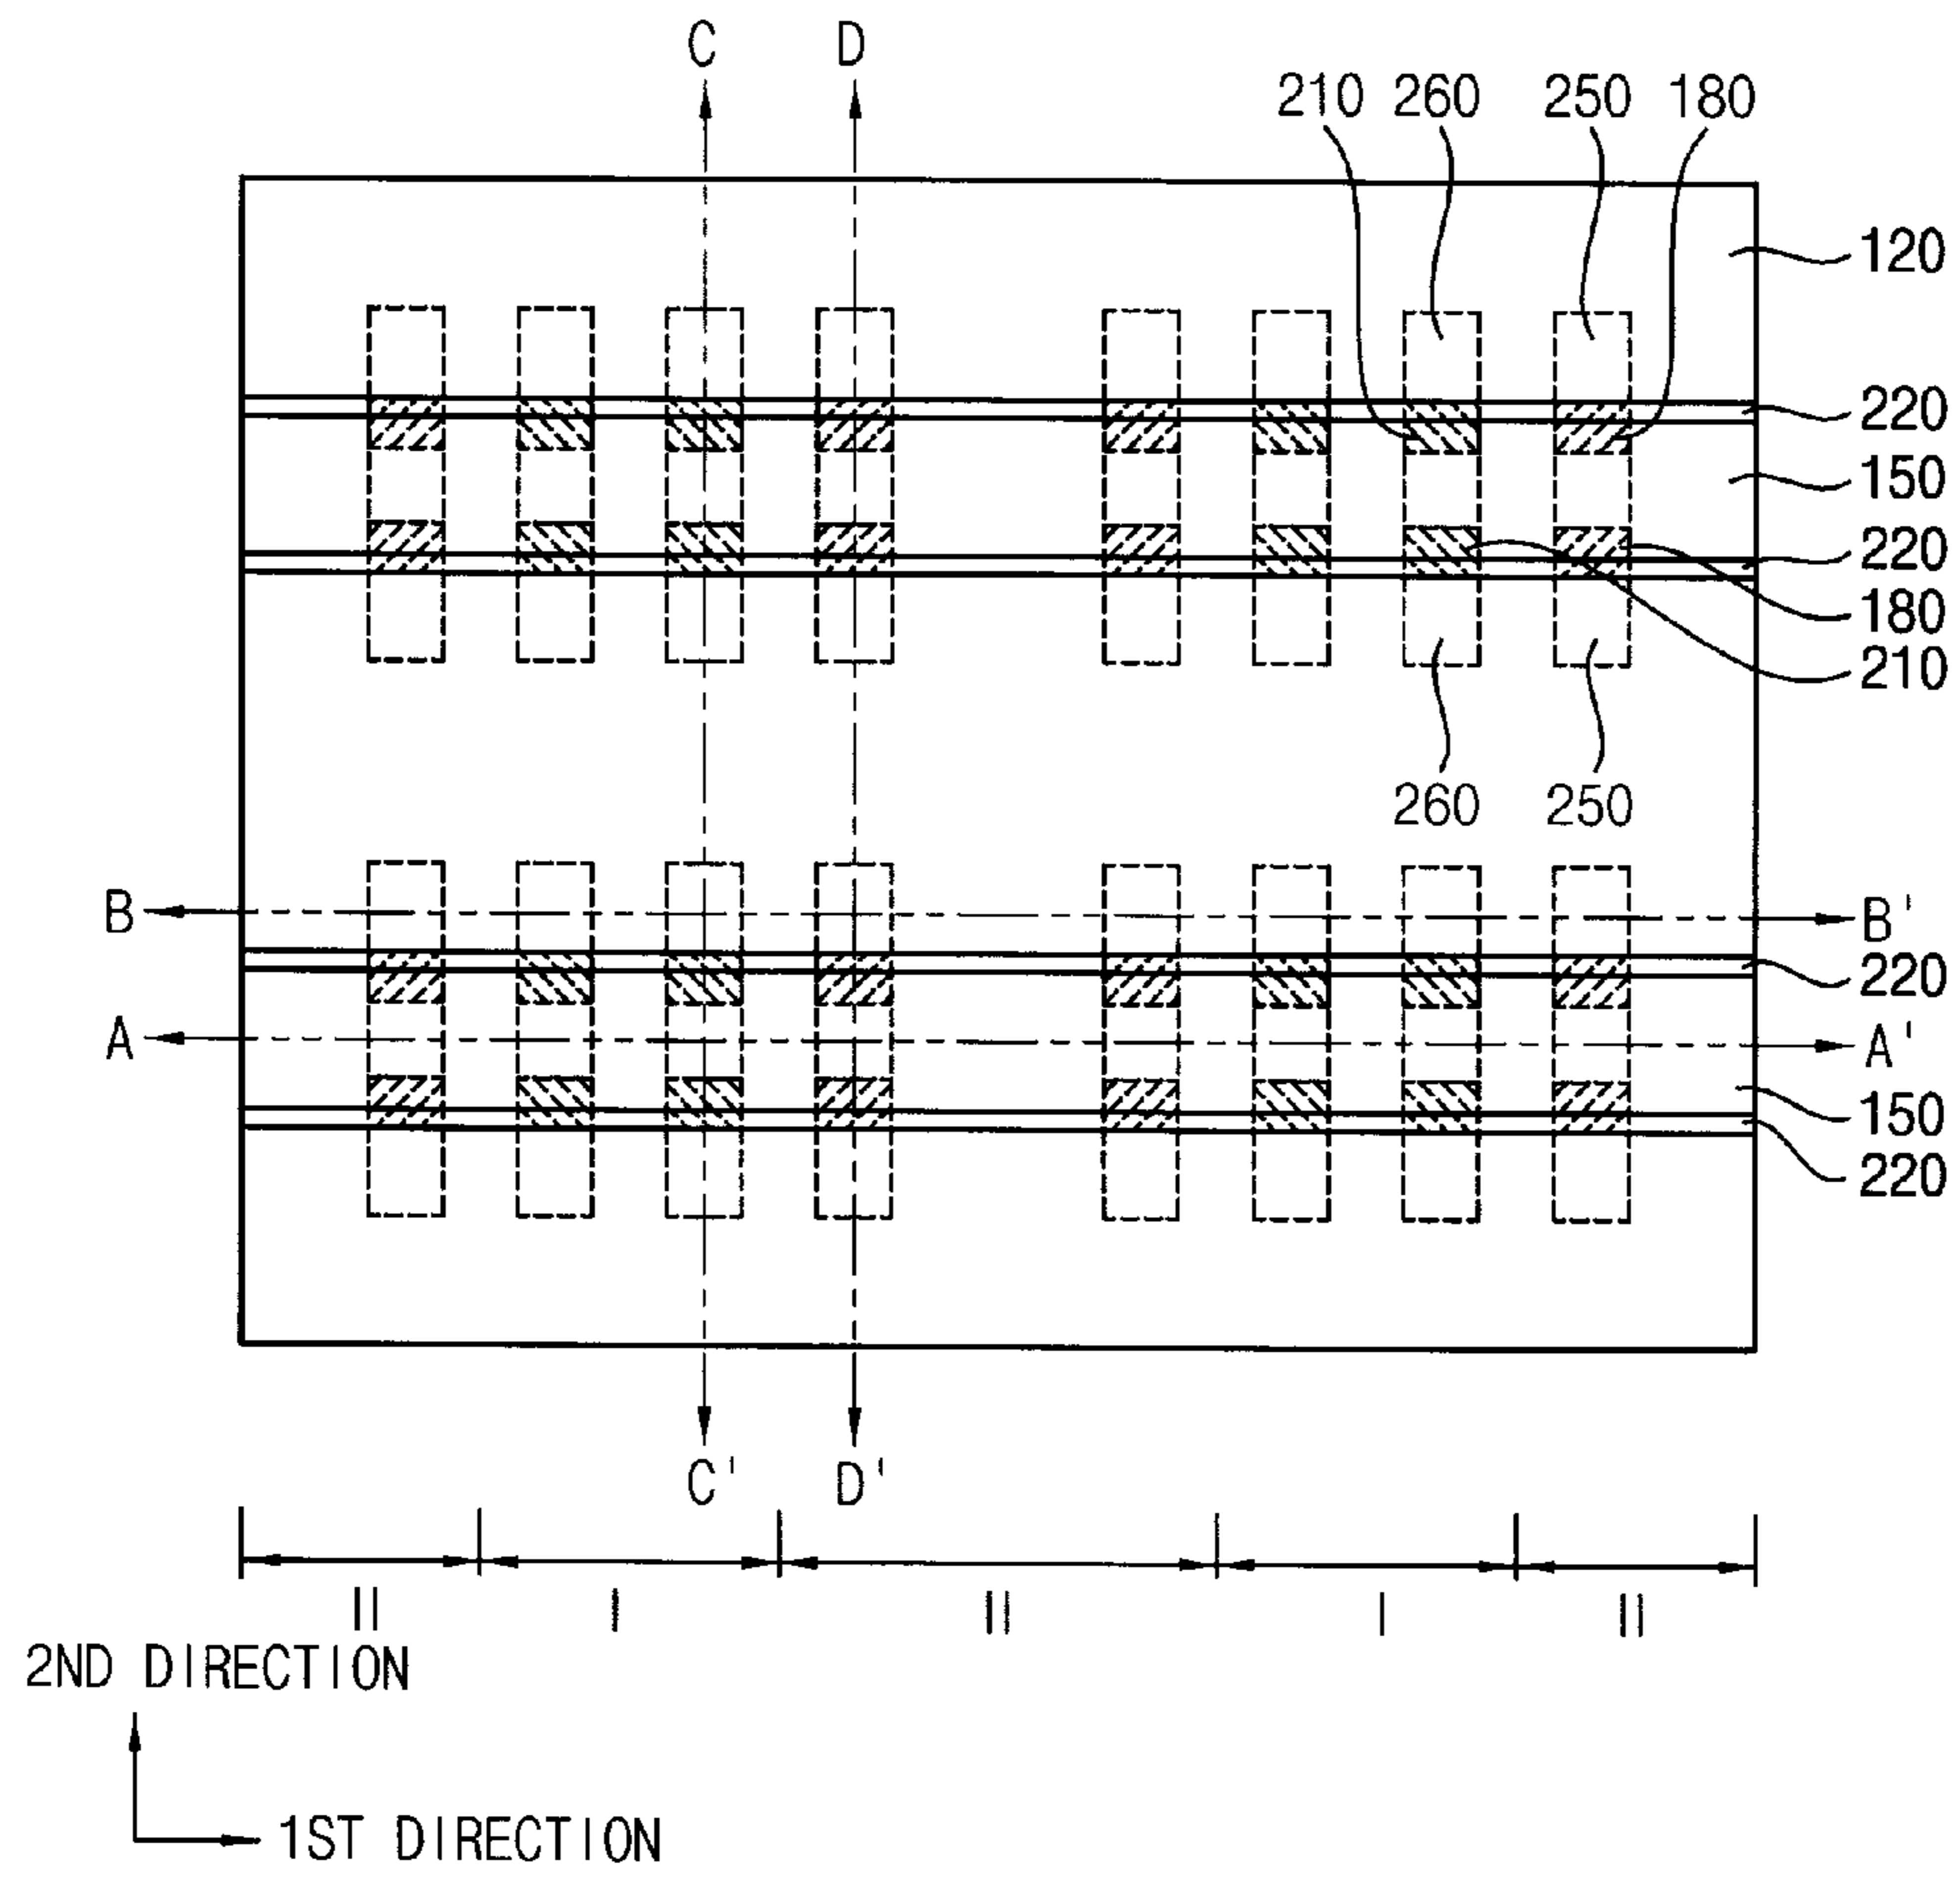 C D
210 260 250 180
120
220
150
220
180
210
260 250
B B'
220
A A'
150
220
C' D'
II I II I II
2ND DIRECTION
1ST DIRECTION